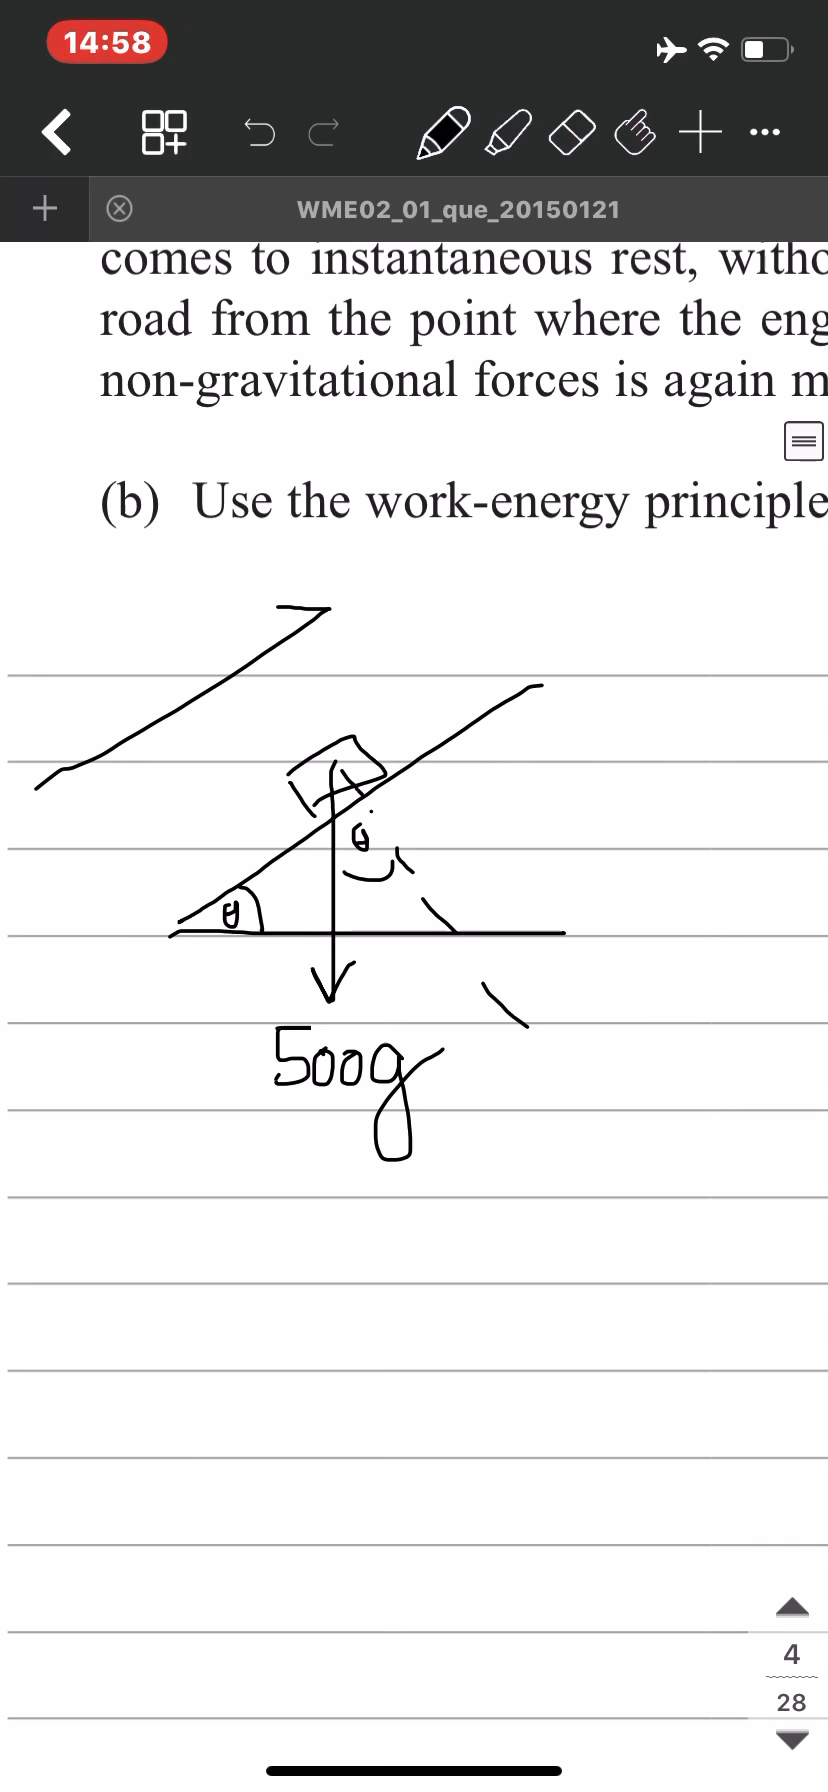 14:58
WME02_01_que_20150121
comes to instantaneous rest, witho
road from the point where the eng
non-gravitational forces is again m
(b) Use the work-energy principle
θ
θ
500g
4
28